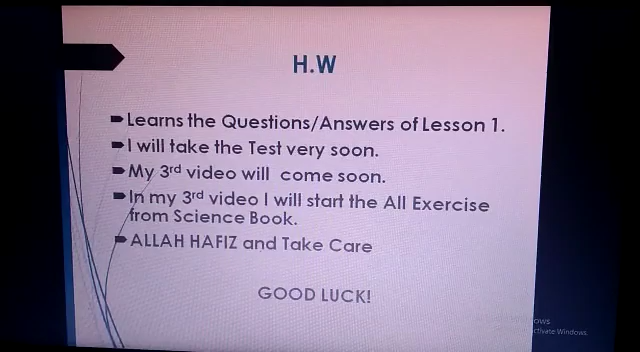 H.W
Learns the Questions/Answers of Lesson 1.
I will take the Test very soon.
My 3rd video will come soon.
In my 3rd video I will start the All Exercise
from Science Book.
ALLAH HAFIZ and Take Care
GOOD LUCK!
Activate Windows